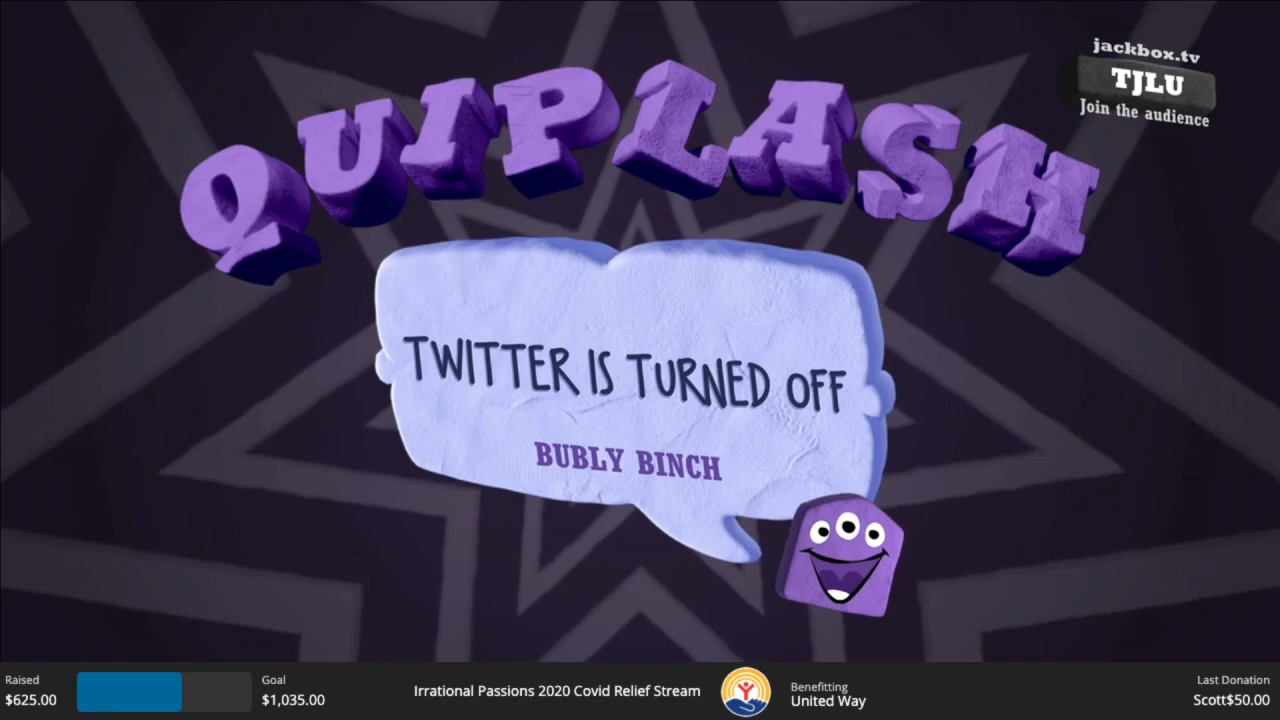 jackbox.tv
TJLU
Join the audience
QUIPLASH
TWITTER IS TURNED OFF
BUBLY BINCH
Raised
$625.00
Goal
$1,035.00
Irrational Passions 2020 Covid Relief Stream
Benefitting
United Way
Last Donation
Scott$50.00